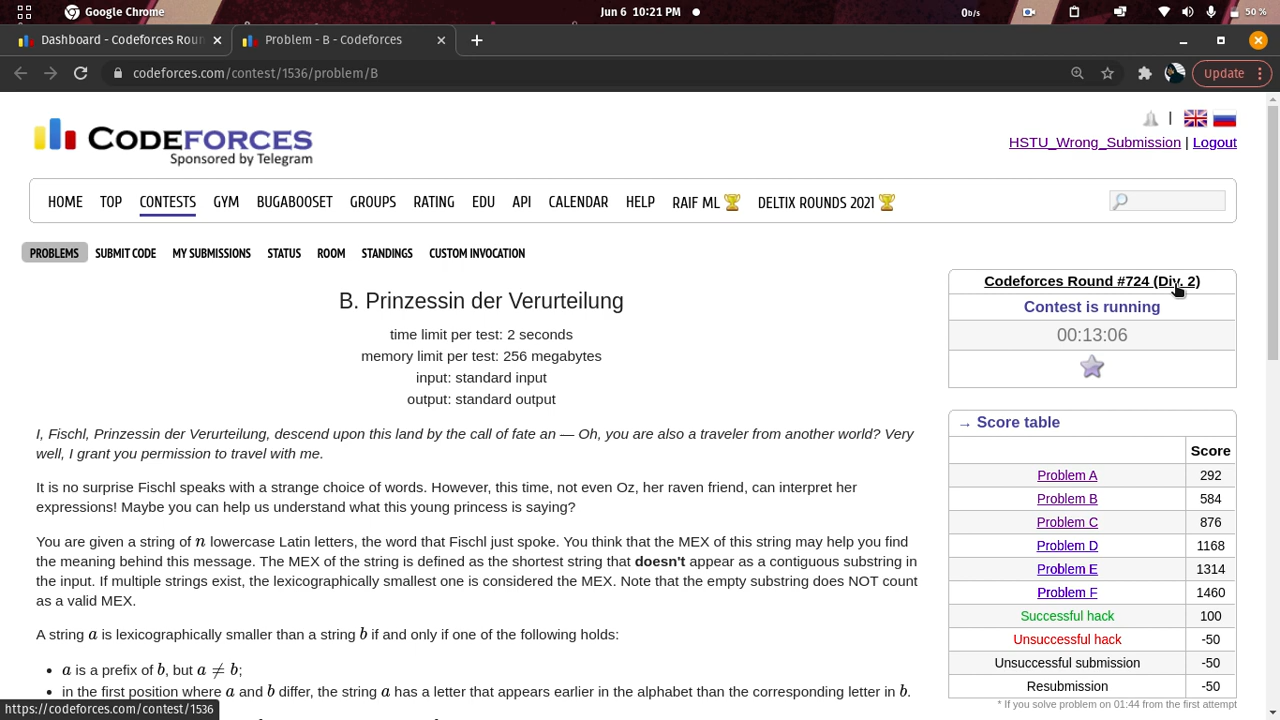 Google Chrome
Jun 6 10:21 PM
0b/s
50 %
Dashboard - Codeforces Roun
Problem - B - Codeforces
codeforces.com/contest/1536/problem/B
Update
CODEFORCES
Sponsored by Telegram
|
HSTU_Wrong_Submission | Logout
HOME TOP CONTESTS GYM BUGABOOSET GROUPS RATING EDU API CALENDAR HELP RAIF ML DELTIX ROUNDS 2021
PROBLEMS SUBMIT CODE MY SUBMISSIONS STATUS ROOM STANDINGS CUSTOM INVOCATION
B. Prinzessin der Verurteilung
time limit per test: 2 seconds
memory limit per test: 256 megabytes
input: standard input
output: standard output
I, Fischl, Prinzessin der Verurteilung, descend upon this land by the call of fate an — Oh, you are also a traveler from another world? Very
well, I grant you permission to travel with me.
It is no surprise Fischl speaks with a strange choice of words. However, this time, not even Oz, her raven friend, can interpret her
expressions! Maybe you can help us understand what this young princess is saying?
You are given a string of n lowercase Latin letters, the word that Fischl just spoke. You think that the MEX of this string may help you find
the meaning behind this message. The MEX of the string is defined as the shortest string that doesn't appear as a contiguous substring in
the input. If multiple strings exist, the lexicographically smallest one is considered the MEX. Note that the empty substring does NOT count
as a valid MEX.
A string a is lexicographically smaller than a string b if and only if one of the following holds:
• a is a prefix of b, but a ≠ b;
• in the first position where a and b differ, the string a has a letter that appears earlier in the alphabet than the corresponding letter in b.
Codeforces Round #724 (Div. 2)
Contest is running
00:13:06
→ Score table
Score
Problem A 292
Problem B 584
Problem C 876
Problem D 1168
Problem E 1314
Problem F 1460
Successful hack 100
Unsuccessful hack -50
Unsuccessful submission -50
Resubmission -50
* If you solve problem on 01:44 from the first attempt
https://codeforces.com/contest/1536